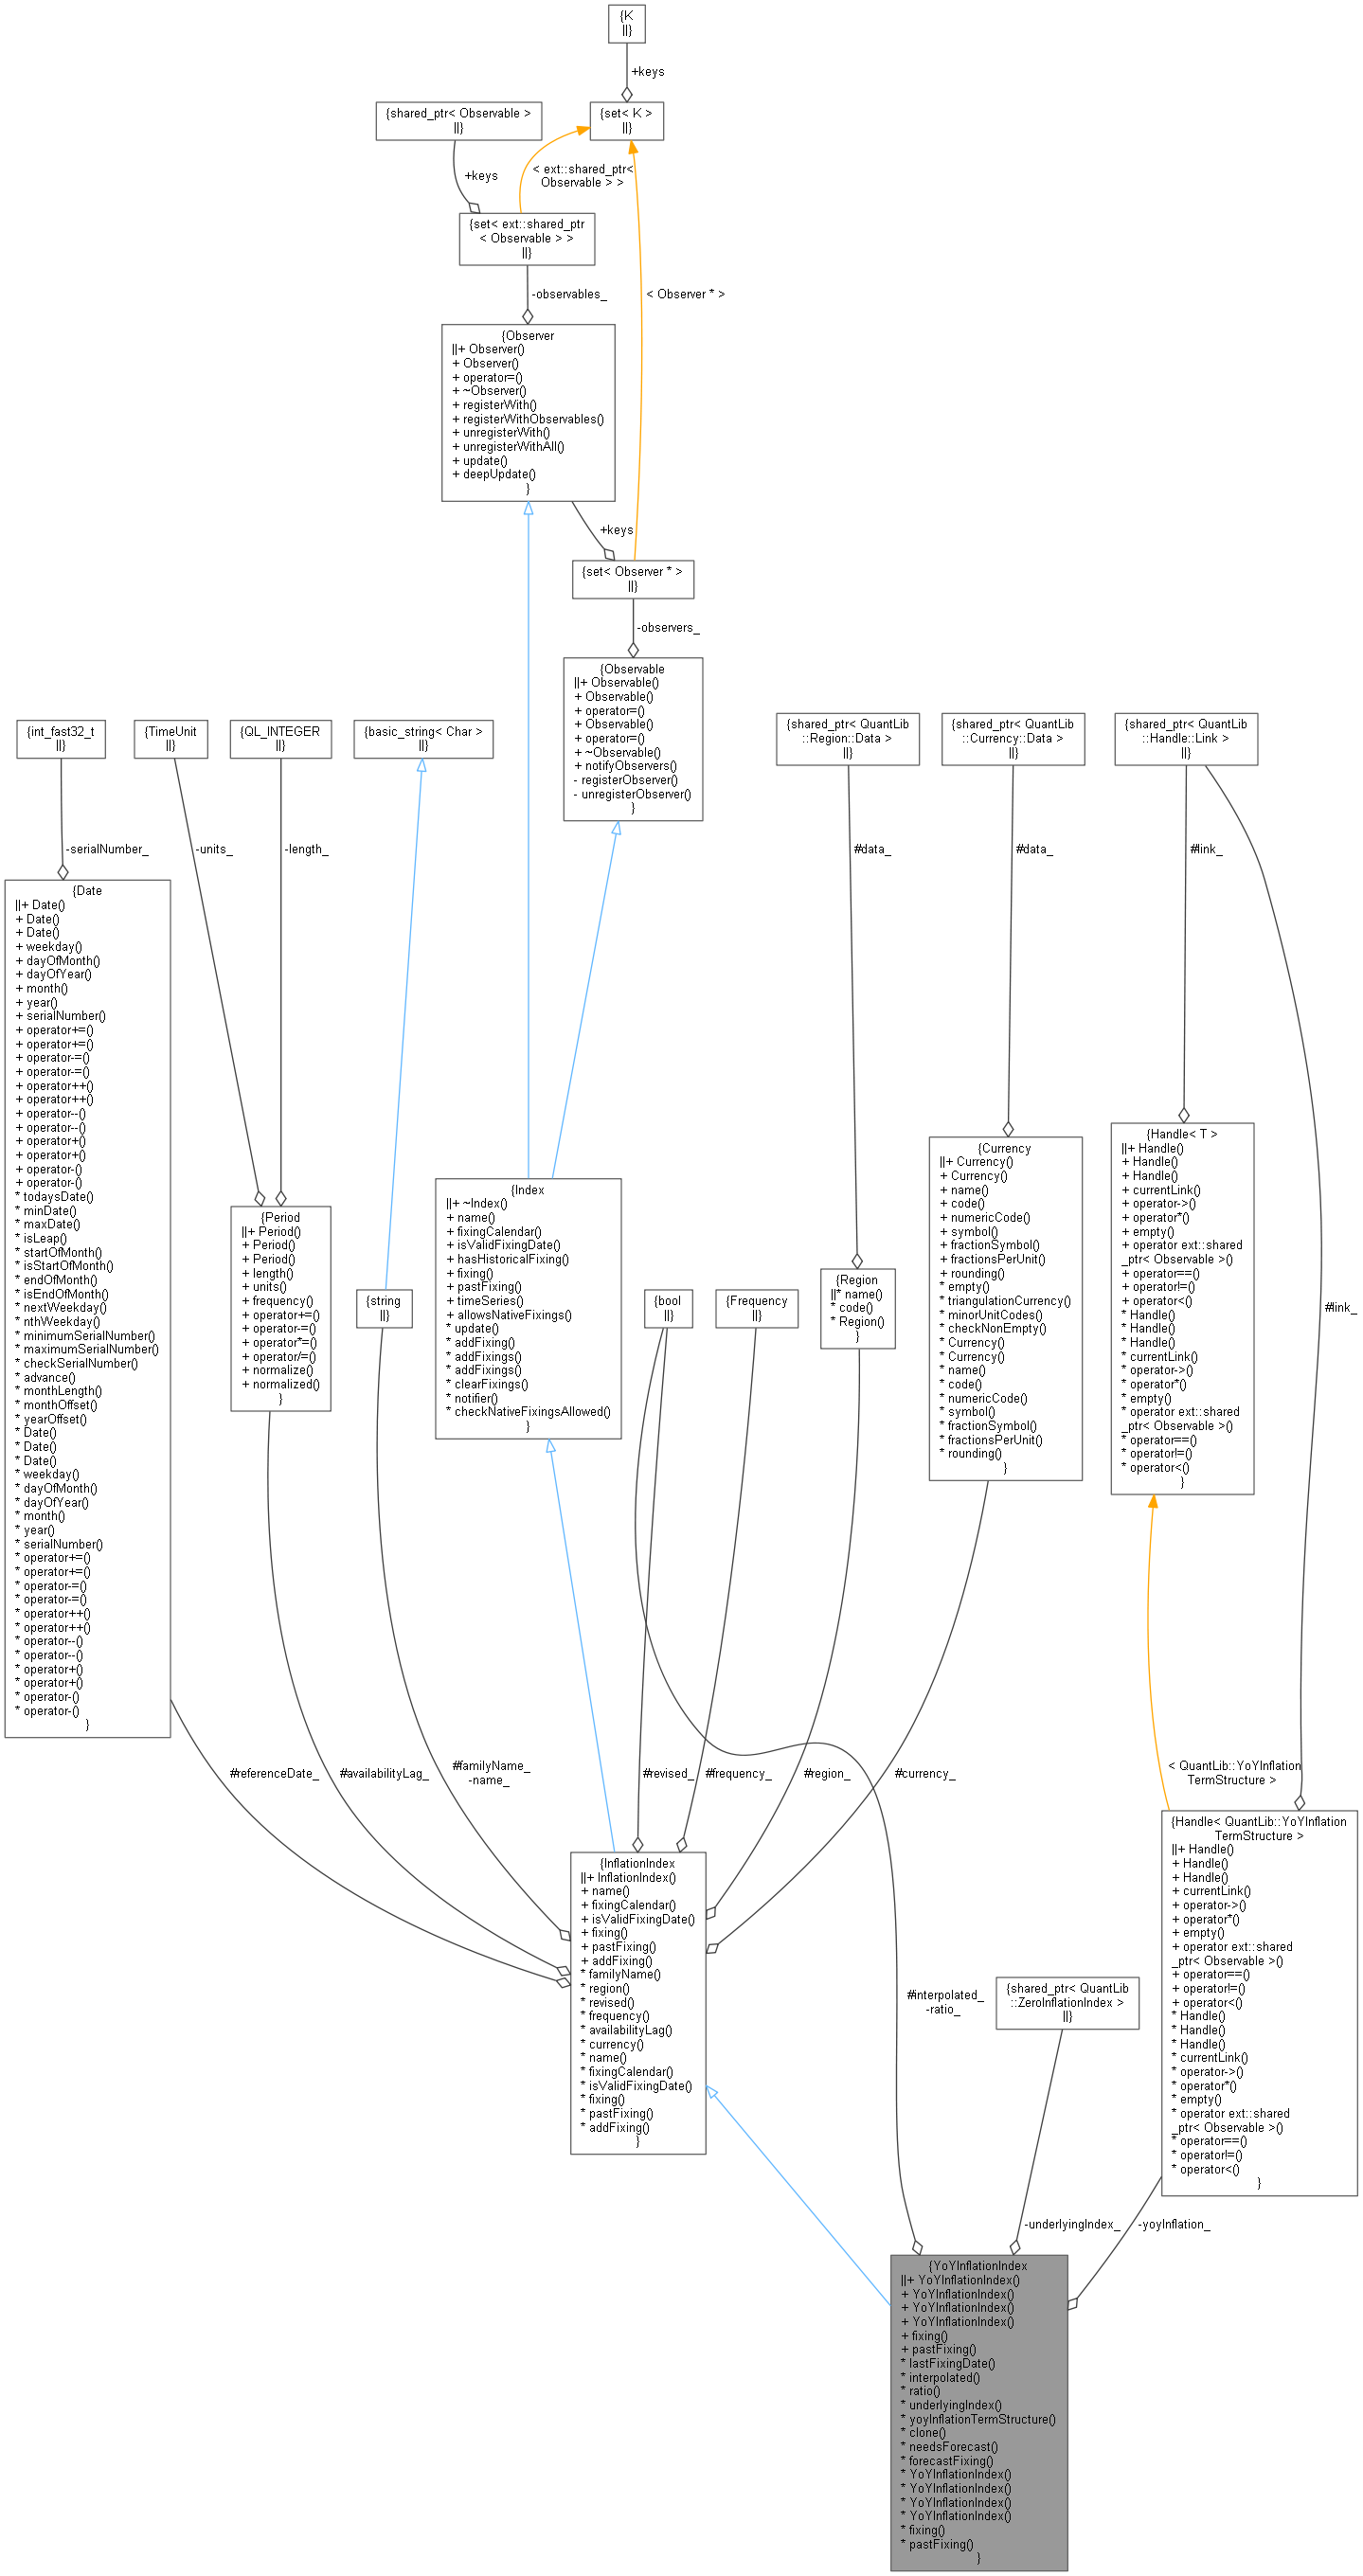 {K
||}
+keys
{shared_ptr< Observable >
||}
{set< K >
||}
+keys
< ext::shared_ptr<
Observable > >
{set< ext::shared_ptr
< Observable > >
||}
-observables_
< Observer * >
{Observer
||+ Observer()
+ Observer()
+ operator=()
+ ~Observer()
+ registerWith()
+ registerWithObservables()
+ unregisterWith()
+ unregisterWithAll()
+ update()
+ deepUpdate()
}
+keys
{set< Observer * >
||}
-observers_
{Observable
||+ Observable()
+ Observable()
+ operator=()
+ Observable()
+ operator=()
+ ~Observable()
+ notifyObservers()
- registerObserver()
- unregisterObserver()
}
{int_fast32_t
||}
{TimeUnit
||}
{QL_INTEGER
||}
{basic_string< Char >
||}
{shared_ptr< QuantLib
::Region::Data >
||}
{shared_ptr< QuantLib
::Currency::Data >
||}
{shared_ptr< QuantLib
::Handle::Link >
||}
-serialNumber_
-units_
-length_
#data_
#data_
#link_
{Date
||+ Date()
+ Date()
+ Date()
+ weekday()
+ dayOfMonth()
+ dayOfYear()
+ month()
+ year()
+ serialNumber()
+ operator+=()
+ operator+=()
+ operator-=()
+ operator-=()
+ operator++()
+ operator++()
+ operator--()
+ operator--()
+ operator+()
+ operator+()
+ operator-()
+ operator-()
* todaysDate()
* minDate()
* maxDate()
* isLeap()
* startOfMonth()
* isStartOfMonth()
* endOfMonth()
* isEndOfMonth()
* nextWeekday()
* nthWeekday()
* minimumSerialNumber()
* maximumSerialNumber()
* checkSerialNumber()
* advance()
* monthLength()
* monthOffset()
* yearOffset()
* Date()
* Date()
* Date()
* weekday()
* dayOfMonth()
* dayOfYear()
* month()
* year()
* serialNumber()
* operator+=()
* operator+=()
* operator-=()
* operator-=()
* operator++()
* operator++()
* operator--()
* operator--()
* operator+()
* operator+()
* operator-()
* operator-()
}
{Period
||+ Period()
+ Period()
+ Period()
+ length()
+ units()
+ frequency()
+ operator+=()
+ operator-=()
+ operator*=()
+ operator/=()
+ normalize()
+ normalized()
}
{string
||}
{Index
||+ ~Index()
+ name()
+ fixingCalendar()
+ isValidFixingDate()
+ hasHistoricalFixing()
+ fixing()
+ pastFixing()
+ timeSeries()
+ allowsNativeFixings()
* update()
* addFixing()
* addFixings()
* addFixings()
* clearFixings()
* notifier()
* checkNativeFixingsAllowed()
}
{bool
||}
{Frequency
||}
{Region
||* name()
* code()
* Region()
}
{Currency
||+ Currency()
+ Currency()
+ name()
+ code()
+ numericCode()
+ symbol()
+ fractionSymbol()
+ fractionsPerUnit()
+ rounding()
* empty()
* triangulationCurrency()
* minorUnitCodes()
* checkNonEmpty()
* Currency()
* Currency()
* name()
* code()
* numericCode()
* symbol()
* fractionSymbol()
* fractionsPerUnit()
* rounding()
}
{Handle< T >
||+ Handle()
+ Handle()
+ Handle()
+ currentLink()
+ operator->()
+ operator*()
+ empty()
+ operator ext::shared
_ptr< Observable >()
+ operator==()
+ operator!=()
+ operator<()
* Handle()
* Handle()
* Handle()
* currentLink()
* operator->()
* operator*()
* empty()
* operator ext::shared
_ptr< Observable >()
* operator==()
* operator!=()
* operator<()
}
#link_
#referenceDate_
#availabilityLag_
#familyName_
-name_
#revised_
#frequency_
#region_
#currency_
< QuantLib::YoYInflation
TermStructure >
{InflationIndex
||+ InflationIndex()
+ name()
+ fixingCalendar()
+ isValidFixingDate()
+ fixing()
+ pastFixing()
+ addFixing()
* familyName()
* region()
* revised()
* frequency()
* availabilityLag()
* currency()
* name()
* fixingCalendar()
* isValidFixingDate()
* fixing()
* pastFixing()
* addFixing()
}
#interpolated_
-ratio_
{shared_ptr< QuantLib
::ZeroInflationIndex >
||}
{Handle< QuantLib::YoYInflation
TermStructure >
||+ Handle()
+ Handle()
+ Handle()
+ currentLink()
+ operator->()
+ operator*()
+ empty()
+ operator ext::shared
_ptr< Observable >()
+ operator==()
+ operator!=()
+ operator<()
* Handle()
* Handle()
* Handle()
* currentLink()
* operator->()
* operator*()
* empty()
* operator ext::shared
_ptr< Observable >()
* operator==()
* operator!=()
* operator<()
}
-underlyingIndex_
-yoyInflation_
{YoYInflationIndex
||+ YoYInflationIndex()
+ YoYInflationIndex()
+ YoYInflationIndex()
+ YoYInflationIndex()
+ fixing()
+ pastFixing()
* lastFixingDate()
* interpolated()
* ratio()
* underlyingIndex()
* yoyInflationTermStructure()
* clone()
* needsForecast()
* forecastFixing()
* YoYInflationIndex()
* YoYInflationIndex()
* YoYInflationIndex()
* YoYInflationIndex()
* fixing()
* pastFixing()
}